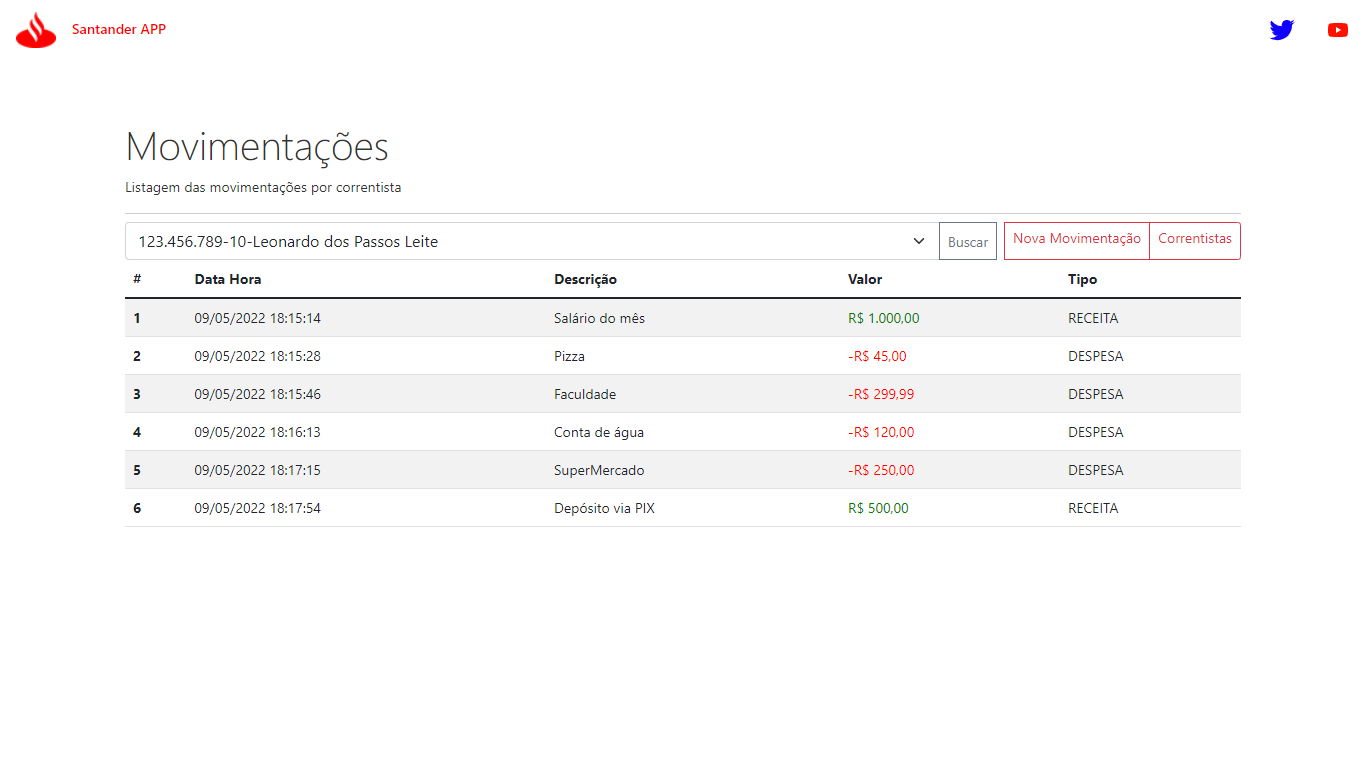 Santander APP
Movimentações
Listagem das movimentações por correntista
123.456.789-10-Leonardo dos Passos Leite Buscar Nova Movimentação Correntistas
# Data Hora Descrição Valor Tipo
1 09/05/2022 18:15:14 Salário do mês R$ 1.000,00 RECEITA
2 09/05/2022 18:15:28 Pizza -R$ 45,00 DESPESA
3 09/05/2022 18:15:46 Faculdade -R$ 299,99 DESPESA
4 09/05/2022 18:16:13 Conta de água -R$ 120,00 DESPESA
5 09/05/2022 18:17:15 SuperMercado -R$ 250,00 DESPESA
6 09/05/2022 18:17:54 Depósito via PIX R$ 500,00 RECEITA